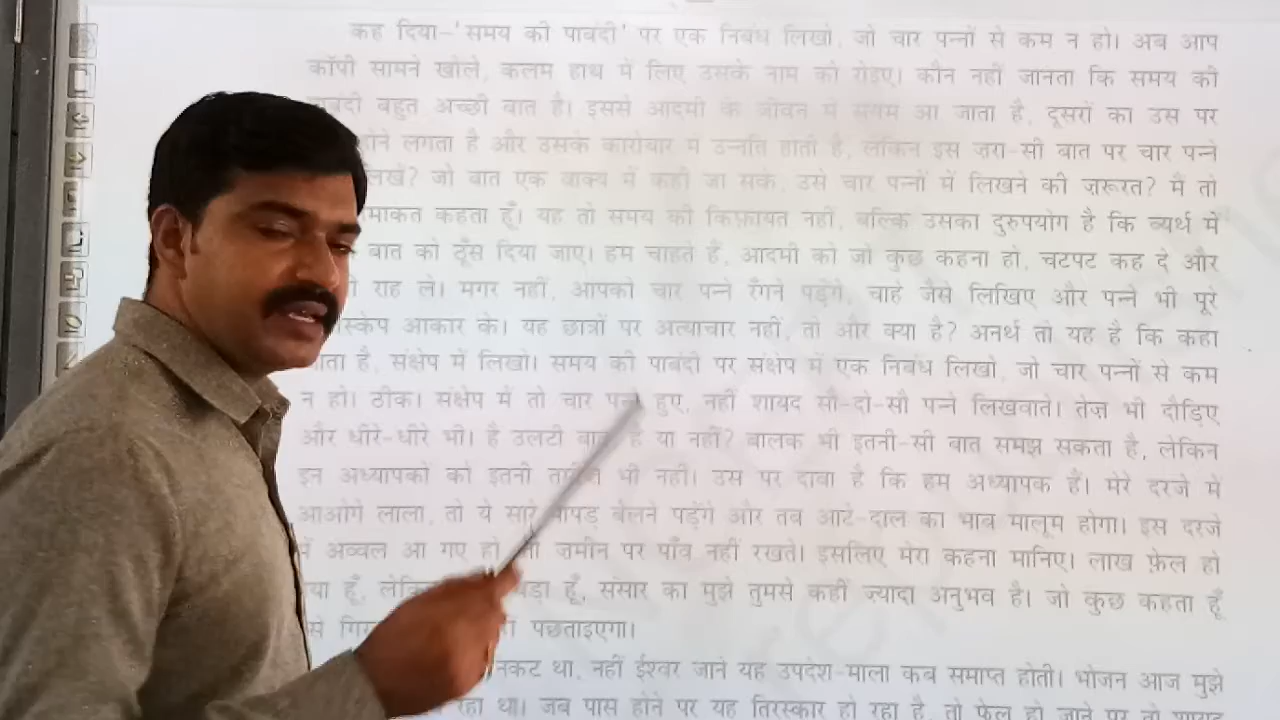 कह दिया-'समय की पाबंदी' पर एक निबंध लिखो, जो चार पन्नों से कम न हो। अब आप
कॉपी सामने खोले, कलम हाथ में लिए उसके नाम को रोइए। कौन नहीं जानता कि समय की
बहुत अच्छी बात है। इससे आदमी के जीवन में संयम आ जाता है, दूसरों का उस पर
होने लगता है और उसके कारोबार में उन्नति होती है, लेकिन इस ज़रा-सी बात पर चार पन्ने
लिखें? जो बात एक वाक्य में कही जा सके, उसे चार पन्नों में लिखने की ज़रूरत? मैं तो
कहता हूँ। यह तो समय की किफ़ायत नहीं, बल्कि उसका दुरुपयोग है कि व्यर्थ में
बात को ठूँस दिया जाए। हम चाहते हैं, आदमी को जो कुछ कहना हो, चटपट कह दे और
राह ले। मगर नहीं, आपको चार पन्ने रँगने पड़ेंगे, चाहे जैसे लिखिए और पन्ने भी पूरे
आकार के। यह छात्रों पर अत्याचार नहीं, तो और क्या है? अनर्थ तो यह है कि कहा
है, संक्षेप में लिखो। समय की पाबंदी पर संक्षेप में एक निबंध लिखो, जो चार पन्नों से कम
न हो। ठीक। संक्षेप में तो चार पन्ने हुए, नहीं शायद सौ-दो-सौ पन्ने लिखवाते। तेज़ भी दौड़िए
और धीरे-धीरे भी। है उलटी बात है या नहीं? बालक भी इतनी-सी बात समझ सकता है, लेकिन
इन अध्यापकों को इतनी भी नहीं। उस पर दावा है कि हम अध्यापक हैं। मेरे दरजे में
आओगे लाला, तो ये सारे पापड़ बेलने पड़ेंगे और तब आटे-दाल का भाव मालूम होगा। इस दरजे
में अव्वल आ गए हो, तो ज़मीन पर पाँव नहीं रखते। इसलिए मेरा कहना मानिए। लाख फ़ेल हो
हूँ, बड़ा हूँ, संसार का मुझे तुमसे कहीं ज़्यादा अनुभव है। जो कुछ कहता हूँ
पछताइएगा।
था, नहीं ईश्वर जाने यह उपदेश-माला कब समाप्त होती। भोजन आज मुझे
रहा था। जब पास होने पर यह तिरस्कार हो रहा है, तो फ़ेल हो जाने पर तो